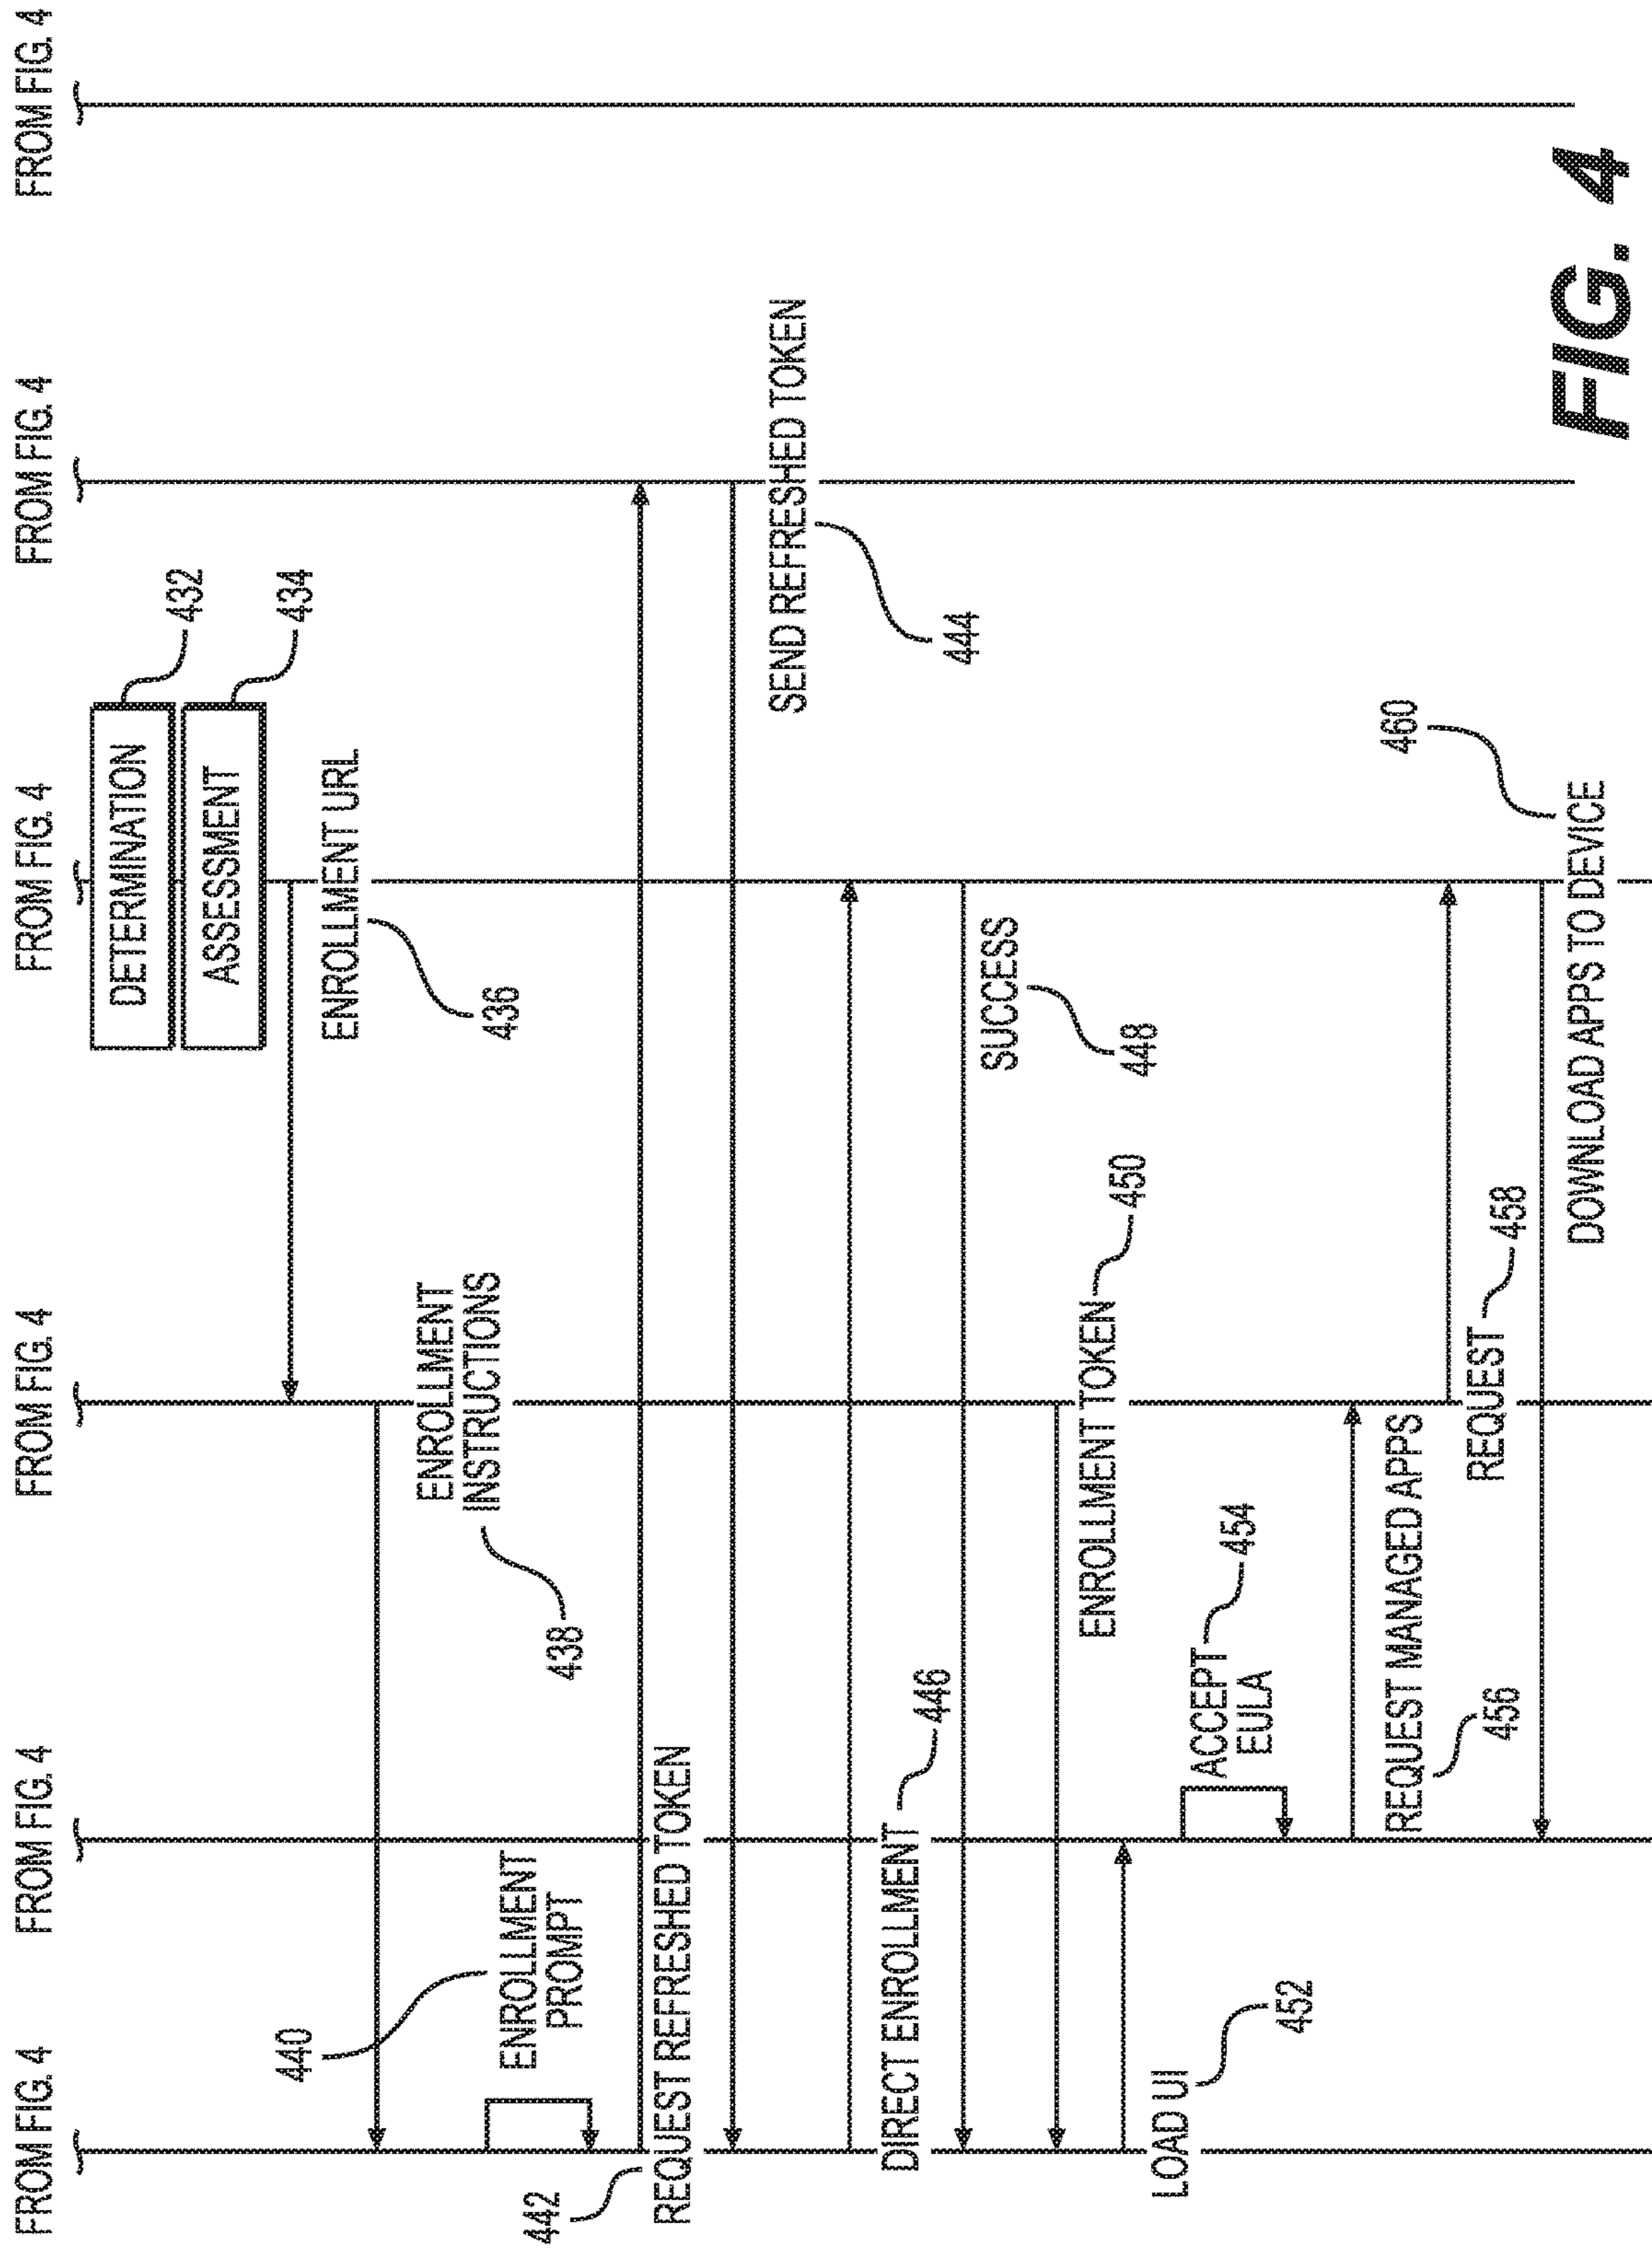 FROM FIG. 4
FROM FIG. 4
FROM FIG. 4
FROM FIG. 4
FROM FIG. 4
FROM FIG. 4
DETERMINATION
432
ASSESSMENT
434
ENROLLMENT URL
436
ENROLLMENT
INSTRUCTIONS
438
440
ENROLLMENT
PROMPT
442
REQUEST REFRESHED TOKEN
SEND REFRESHED TOKEN
444
DIRECT ENROLLMENT
446
SUCCESS
448
ENROLLMENT TOKEN
450
LOAD UI
452
ACCEPT
EULA
454
REQUEST MANAGED APPS
456
REQUEST
458
460
DOWNLOAD APPS TO DEVICE
FIG. 4